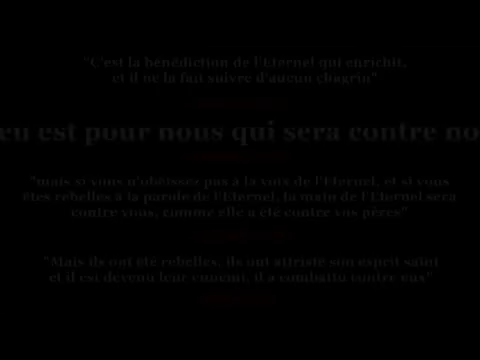 "C'est la bénédiction de l'Eternel qui enrichit,
et il ne la fait suivre d'aucun chagrin"
eu est pour nous qui sera contre no
"mais si vous n'obéissez pas à la voix de l'Eternel, et si vous
êtes rebelles à la parole de l'Eternel, la main de l'Eternel sera
contre vous, comme elle a été contre vos pères"
"Mais ils ont été rebelles, ils ont attristé son esprit saint
et il est devenu leur ennemi, il a combattu contre eux"